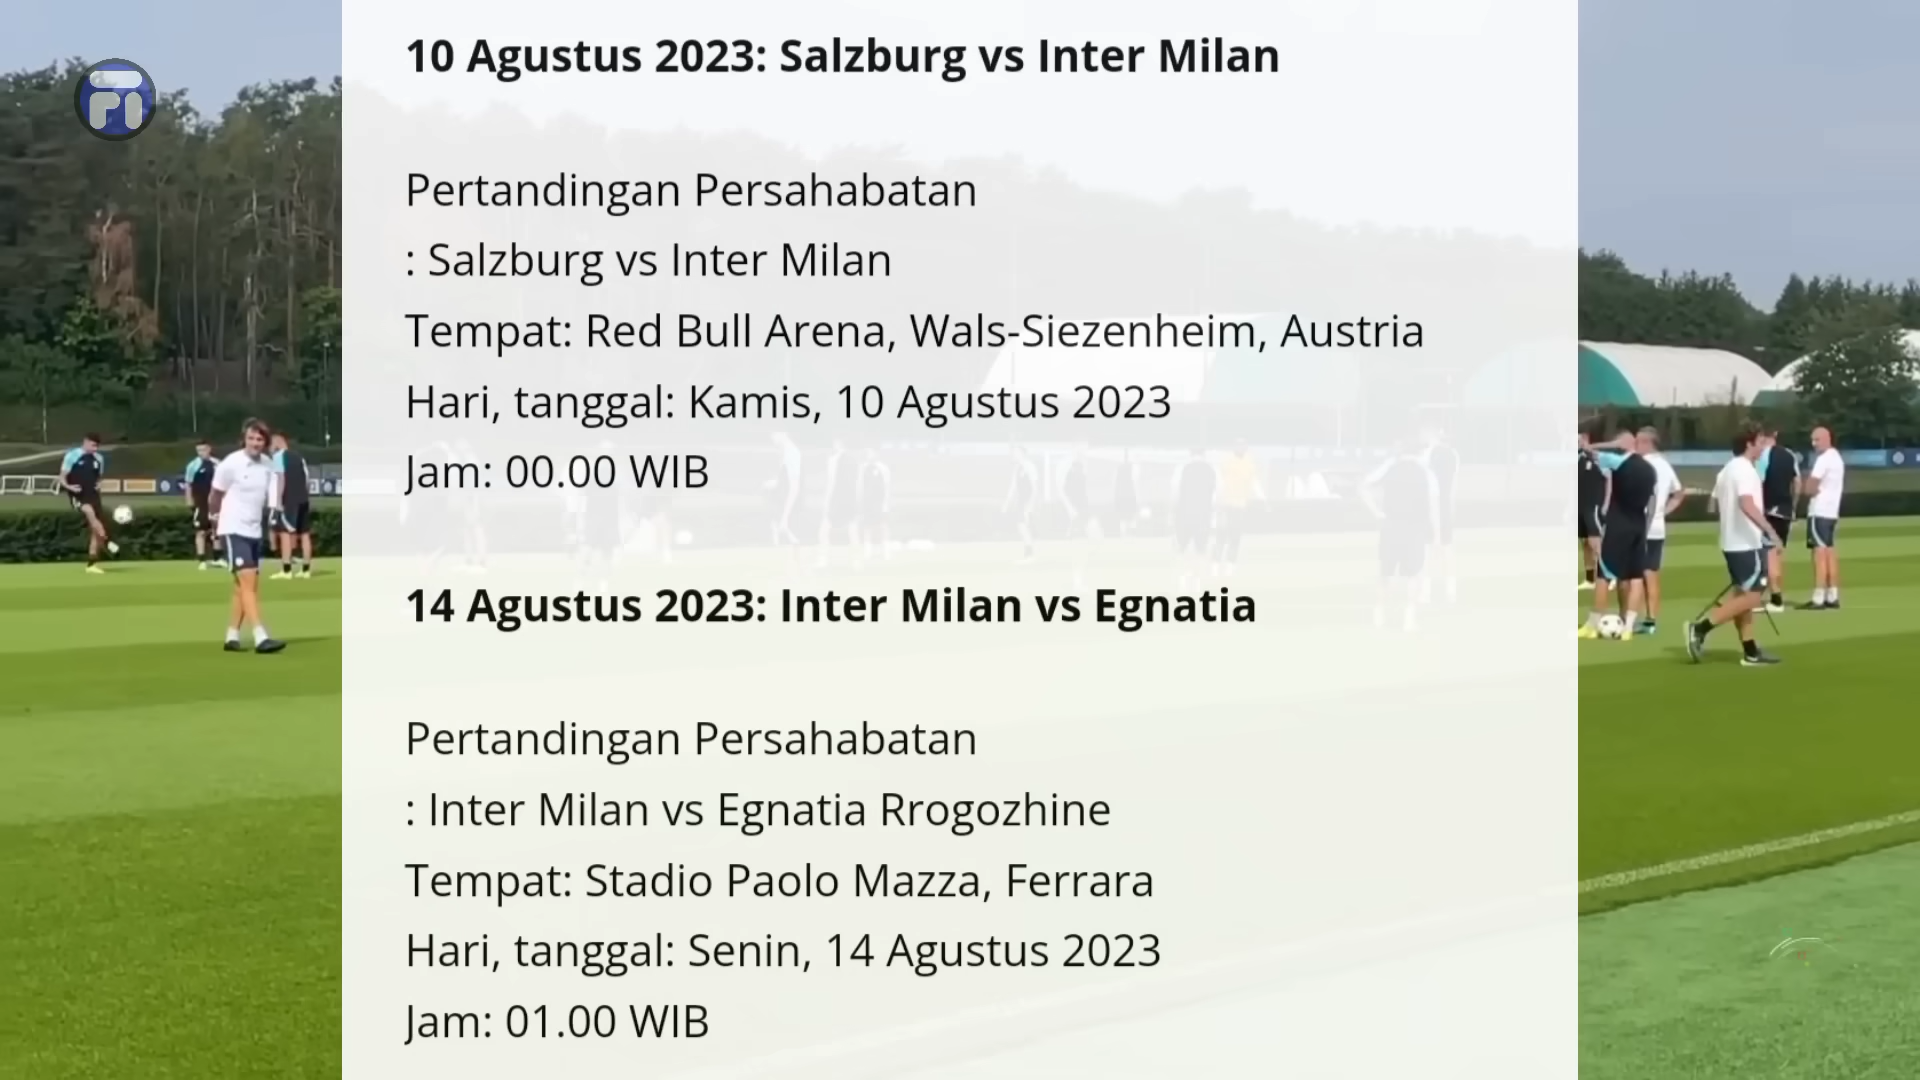 10 Agustus 2023: Salzburg vs Inter Milan
Pertandingan Persahabatan
: Salzburg vs Inter Milan
Tempat: Red Bull Arena, Wals-Siezenheim, Austria
Hari, tanggal: Kamis, 10 Agustus 2023
Jam: 00.00 WIB
14 Agustus 2023: Inter Milan vs Egnatia
Pertandingan Persahabatan
: Inter Milan vs Egnatia Rrogozhine
Tempat: Stadio Paolo Mazza, Ferrara
Hari, tanggal: Senin, 14 Agustus 2023
Jam: 01.00 WIB